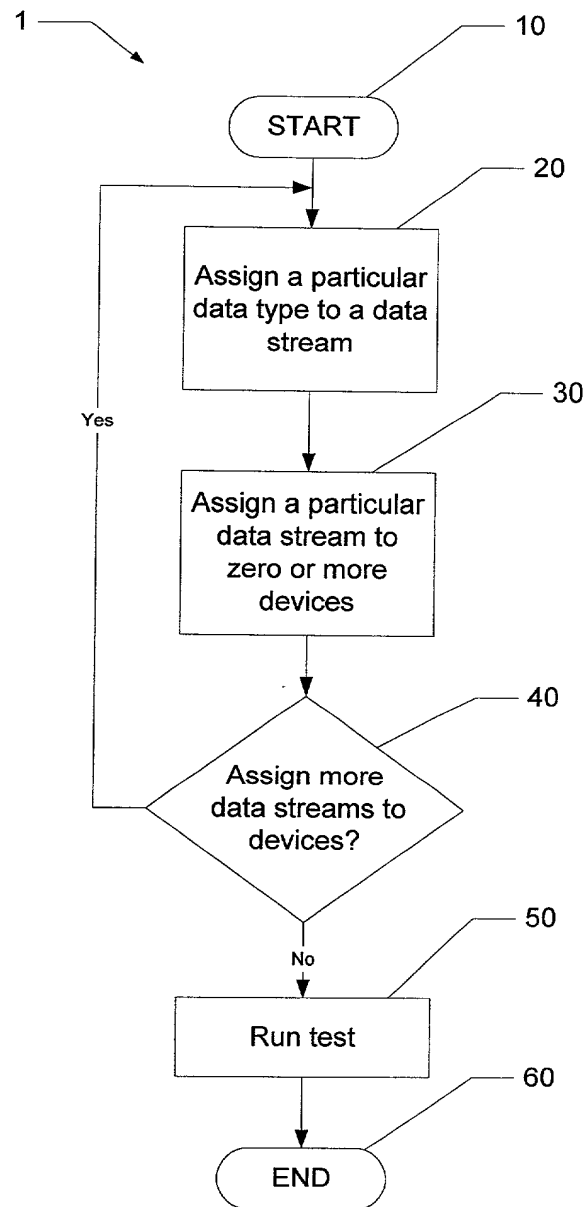 1
10
START
20
Assign a particular
data type to a data
stream
Yes
30
Assign a particular
data stream to
zero or more
devices
40
Assign more
data streams to
devices?
50
No
Run test
60
END